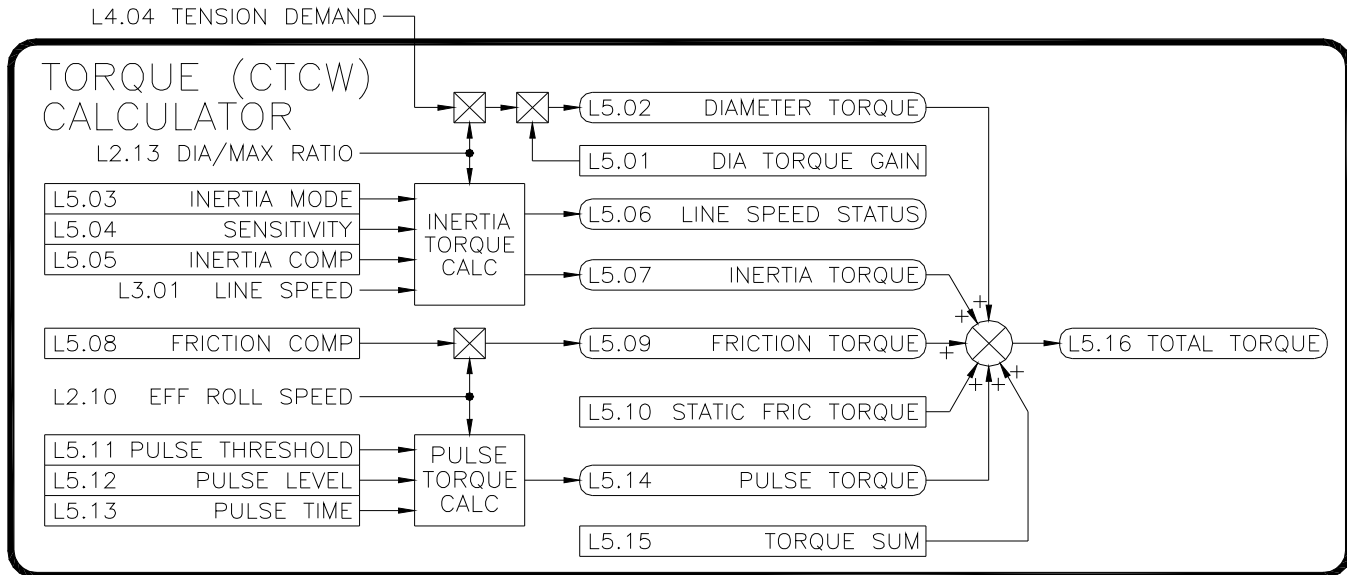 L4.04 TENSION DEMAND
TORQUE (CTCW)
CALCULATOR
L5.02 DIAMETER TORQUE
L2.13 DIA/MAX RATIO
L5.01 DIA TORQUE GAIN
L5.03 INERTIA MODE
L5.04 SENSITIVITY
L5.05 INERTIA COMP
L3.01 LINE SPEED
INERTIA
TORQUE
CALC
L5.06 LINE SPEED STATUS
L5.07 INERTIA TORQUE
+
+
L5.08 FRICTION COMP
L5.09 FRICTION TORQUE
+
L5.16 TOTAL TORQUE
L2.10 EFF ROLL SPEED
L5.10 STATIC FRIC TORQUE
+ + +
L5.11 PULSE THRESHOLD
L5.12 PULSE LEVEL
L5.13 PULSE TIME
PULSE
TORQUE
CALC
L5.14 PULSE TORQUE
L5.15 TORQUE SUM